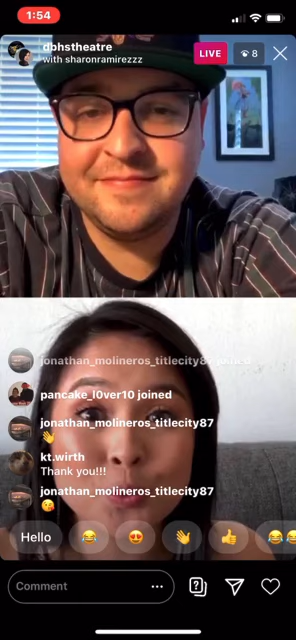 1:54
dbhstheatre
with sharonramirezzz
LIVE
8
jonathan_molineros_titlecity87 joined
pancake_l0ver10 joined
jonathan_molineros_titlecity87
👋
kt.wirth
Thank you!!!
jonathan_molineros_titlecity87
😘
Hello 😂 😍 👋 👍 😂😂
Comment